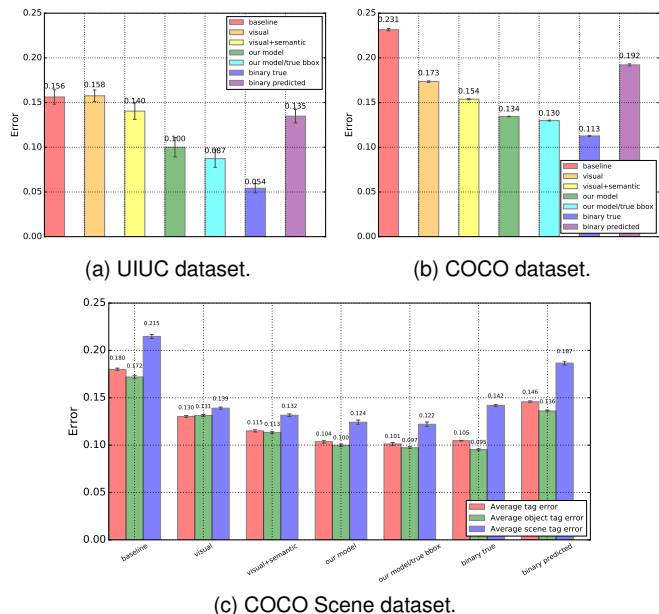 0.25
0.20
0.15
0.10
0.05
0.00
Error
0.156
0.158
0.140
0.100
0.087
0.054
0.135
baseline
visual
visual+semantic
our model
our model/true bbox
binary true
binary predicted
(a) UIUC dataset.
0.25
0.20
0.15
0.10
0.05
0.00
Error
0.231
0.173
0.154
0.134
0.130
0.113
0.192
baseline
visual
visual+semantic
our model
our model/true bbox
binary true
binary predicted
(b) COCO dataset.
0.25
0.20
0.15
0.10
0.05
0.00
Error
0.180
0.172
0.215
0.130
0.131
0.139
0.115
0.113
0.132
0.104
0.100
0.124
0.101
0.097
0.122
0.105
0.095
0.142
0.146
0.136
0.187
Average tag error
Average object tag error
Average scene tag error
baseline
visual
visual+semantic
our model
our model/true bbox
binary true
binary predicted
(c) COCO Scene dataset.